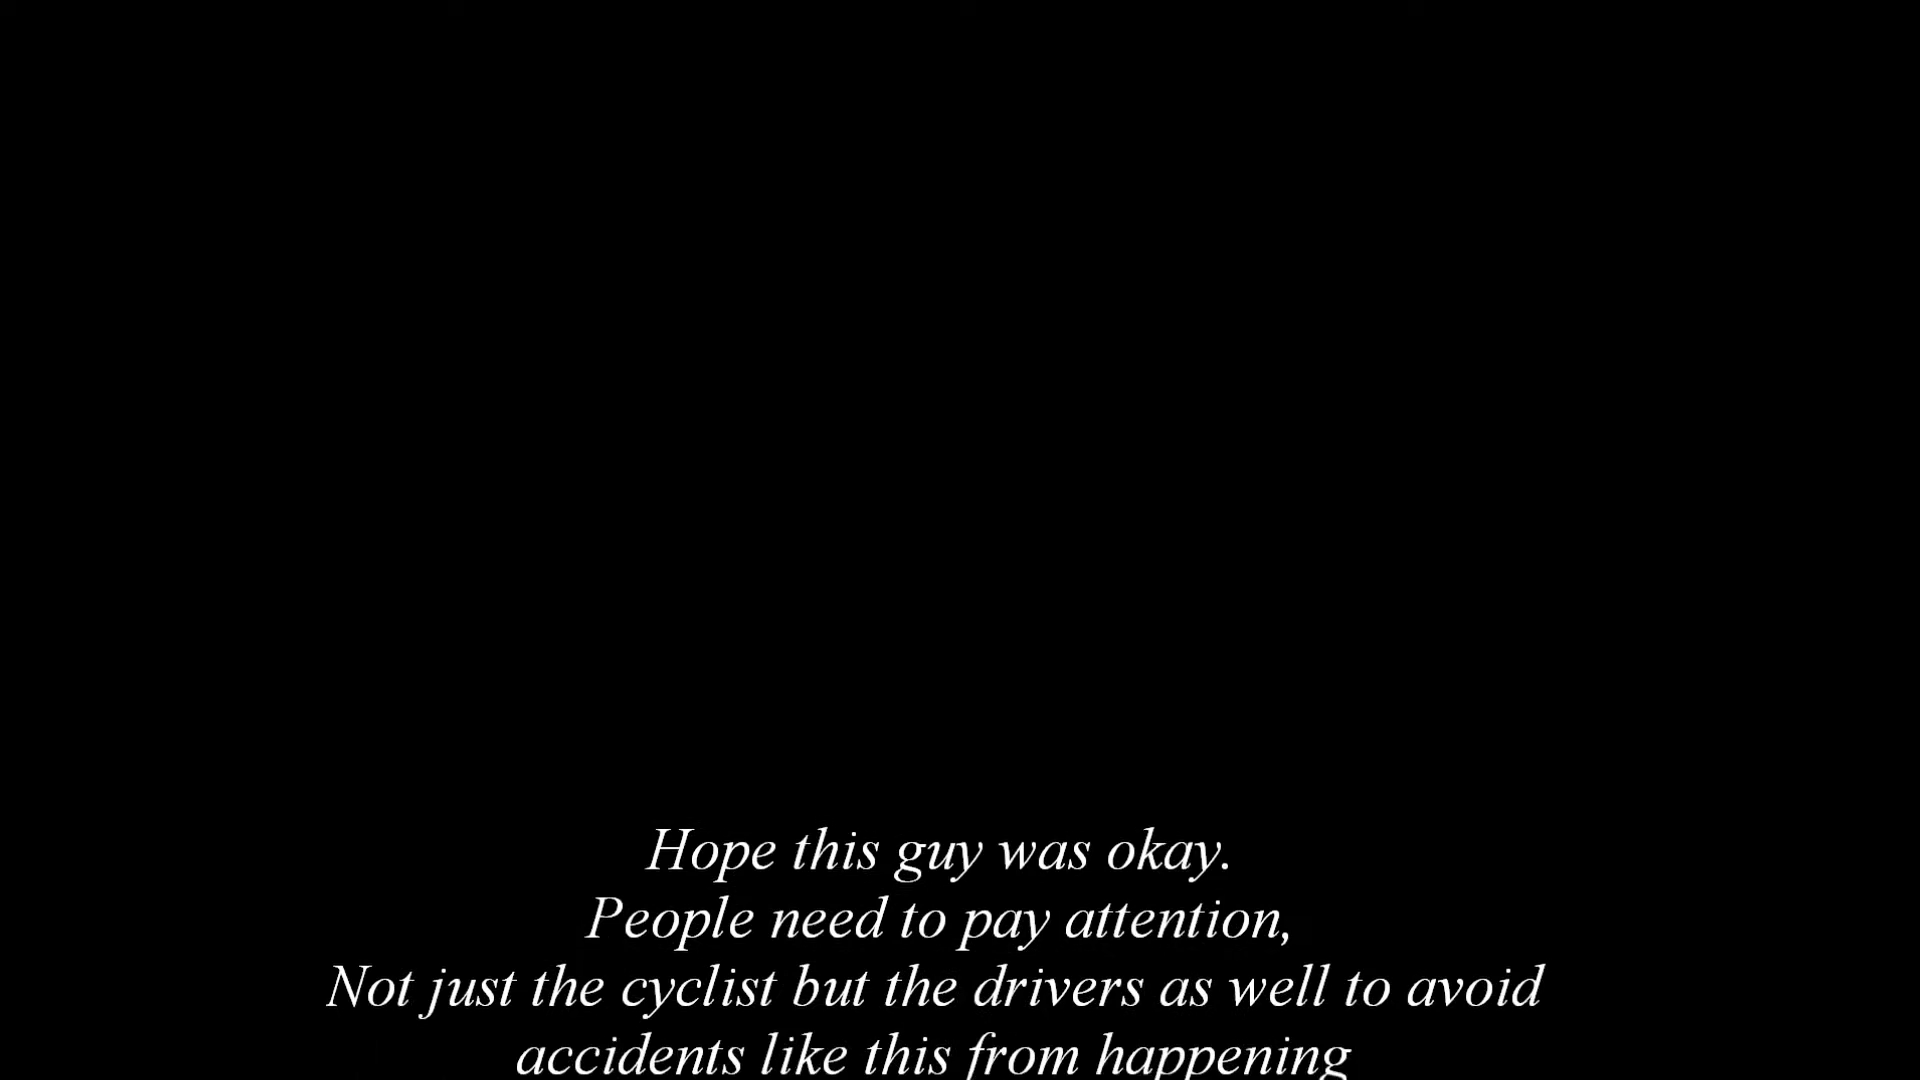 Hope this guy was okay.
People need to pay attention,
Not just the cyclist but the drivers as well to avoid
accidents like this from happening